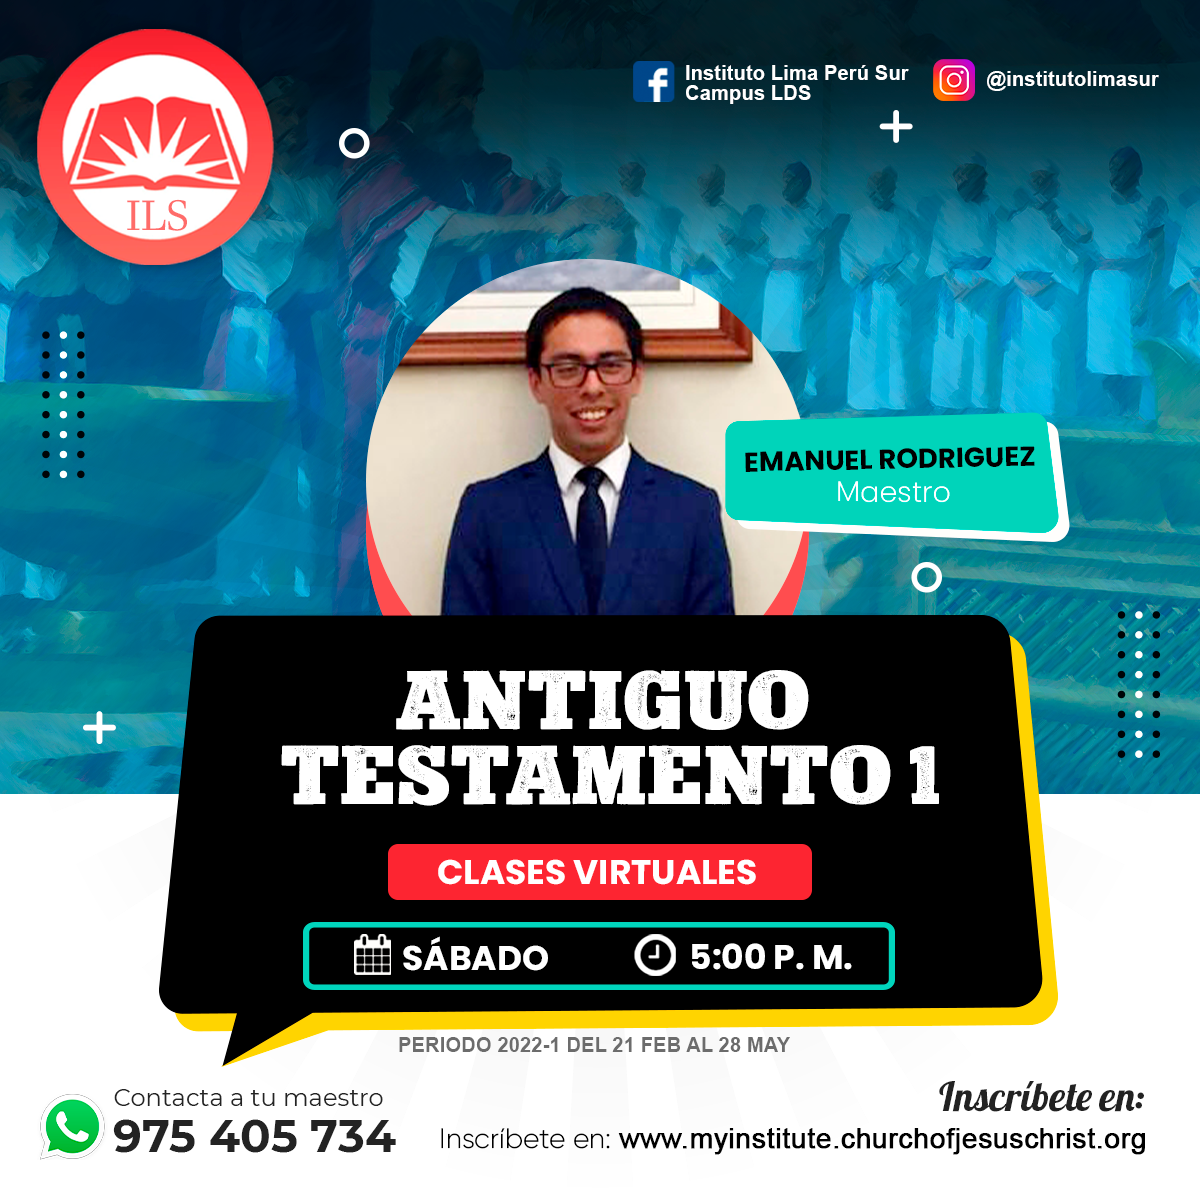 ILS
Instituto Lima Perú Sur
Campus LDS
@institutolimasur
EMANUEL RODRIGUEZ
Maestro
ANTIGUO
TESTAMENTO 1
CLASES VIRTUALES
SÁBADO
5:00 P. M.
PERIODO 2022-1 DEL 21 FEB AL 28 MAY
Contacta a tu maestro
975 405 734
Inscríbete en:
Inscríbete en: www.myinstitute.churchofjesuschrist.org